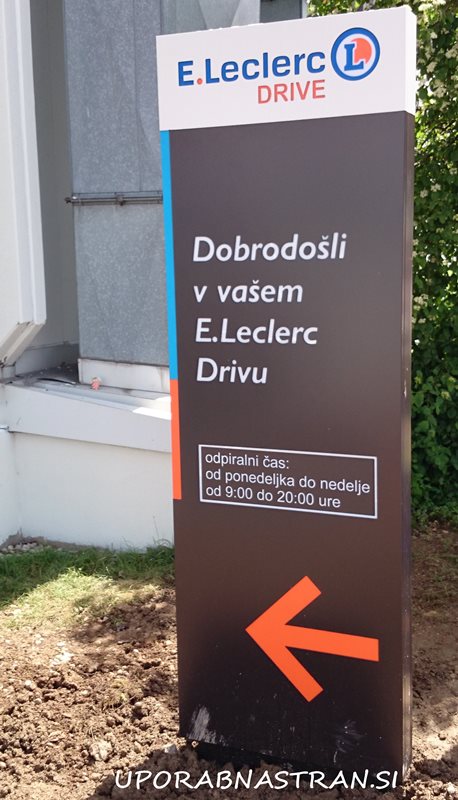 E.Leclerc L
DRIVE
Dobrodošli
v vašem
E.Leclerc
Drivu
odpiralni čas:
od ponedeljka do nedelje
od 9:00 do 20:00 ure
UPORABNASTRAN.SI